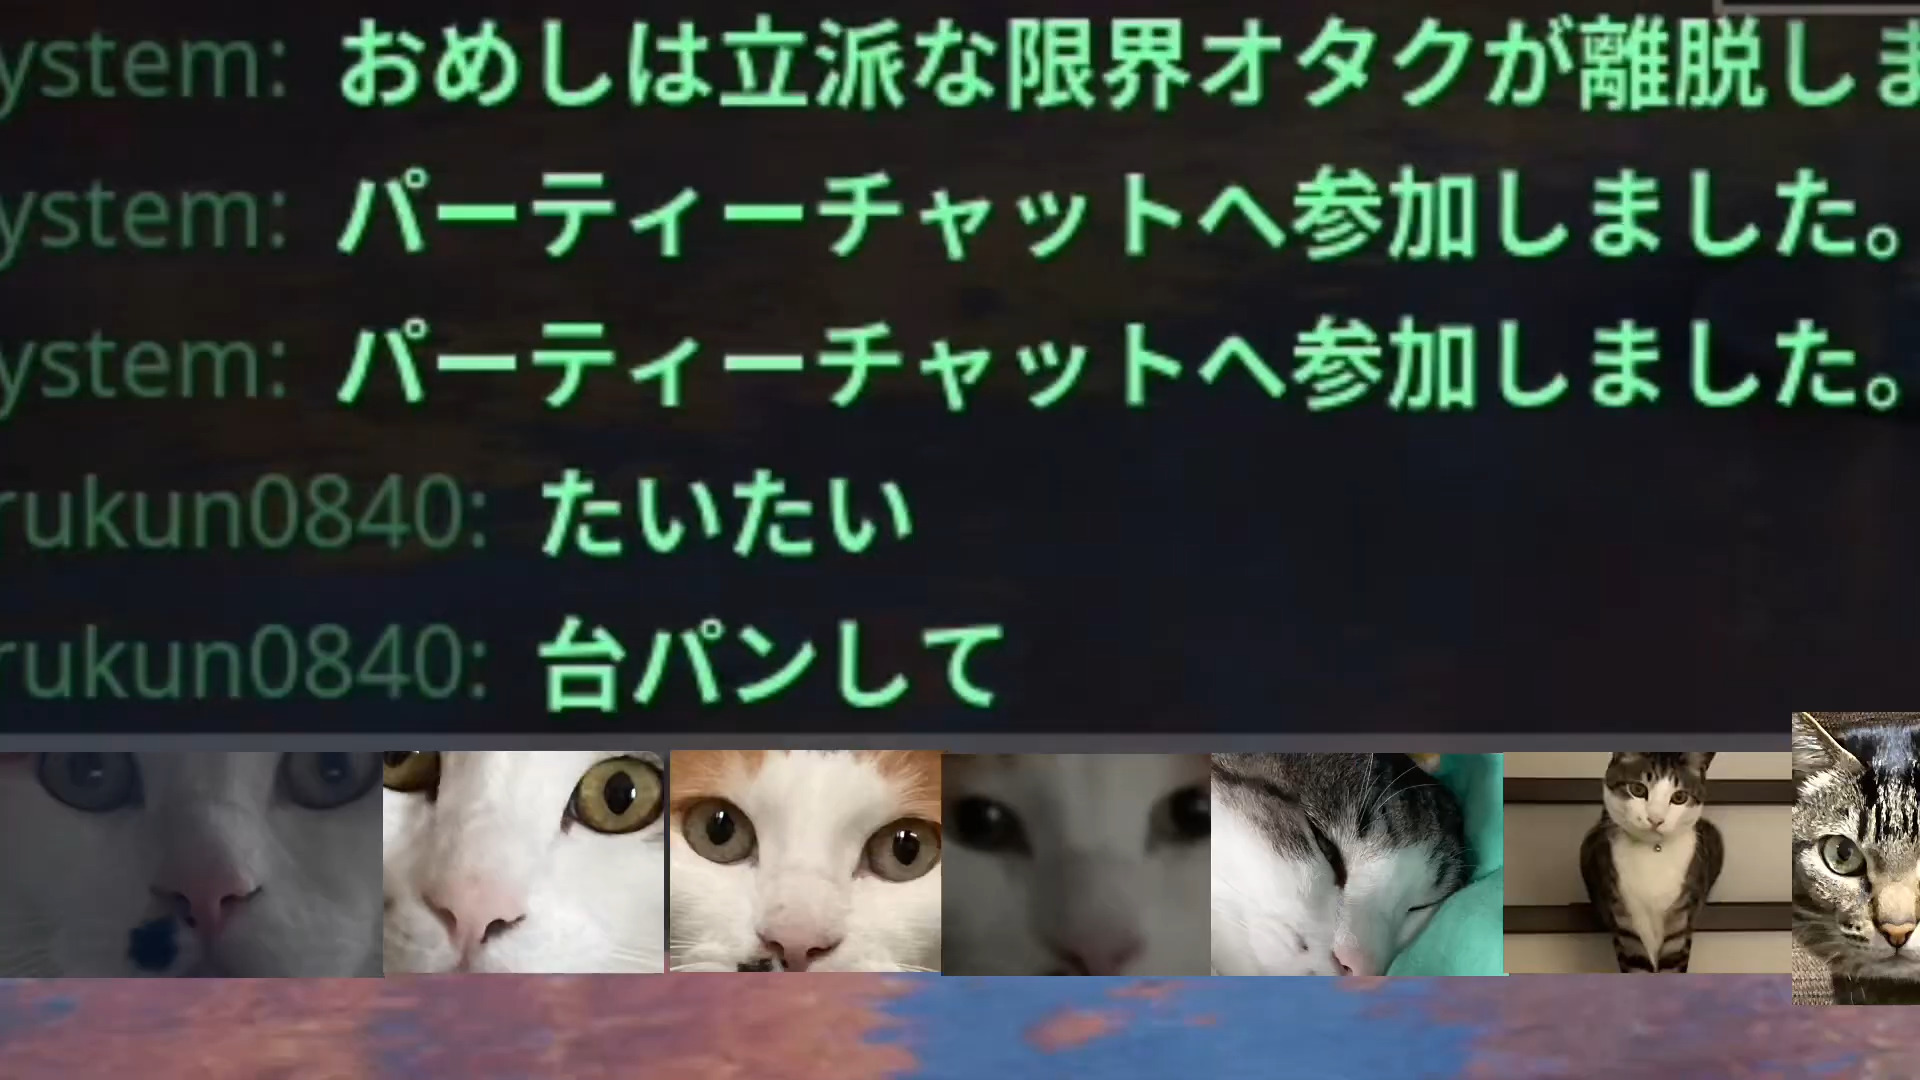 ystem: おめしは立派な限界オタクが離脱しま
ystem: パーティーチャットへ参加しました。
ystem: パーティーチャットへ参加しました。
rukun0840: たいたい
rukun0840: 台パンして